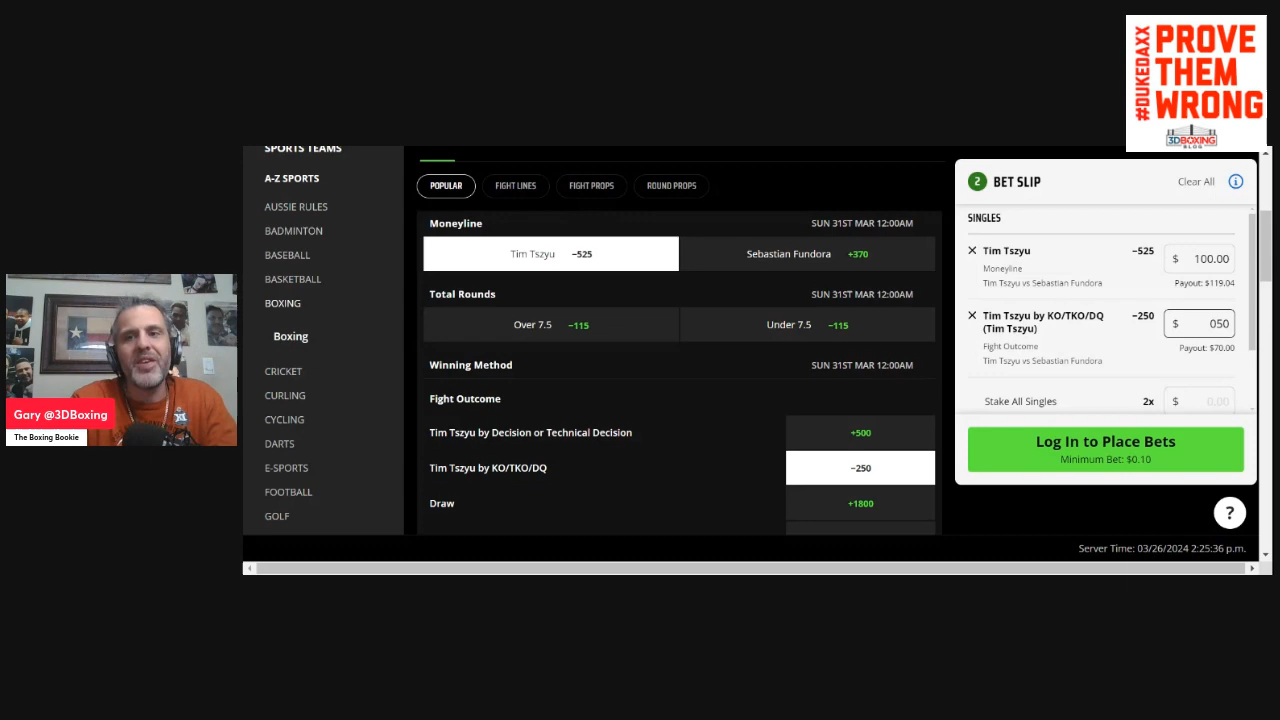 #DUKEDAXX
PROVE
THEM
WRONG
3DBOXING
BLOG
SPORTS TEAMS
A-Z SPORTS
AUSSIE RULES
BADMINTON
BASEBALL
BASKETBALL
BOXING
Boxing
CRICKET
CURLING
CYCLING
DARTS
E-SPORTS
FOOTBALL
GOLF
POPULAR
FIGHT LINES
FIGHT PROPS
ROUND PROPS
Moneyline SUN 31ST MAR 12:00AM
Tim Tszyu −525 Sebastian Fundora +370
Total Rounds SUN 31ST MAR 12:00AM
Over 7.5 −115 Under 7.5 −115
Winning Method SUN 31ST MAR 12:00AM
Fight Outcome
Tim Tszyu by Decision or Technical Decision +500
Tim Tszyu by KO/TKO/DQ −250
Draw +1800
2 BET SLIP Clear All i
SINGLES
× Tim Tszyu −525 $ 100.00
Moneyline
Tim Tszyu vs Sebastian Fundora Payout: $119.04
× Tim Tszyu by KO/TKO/DQ −250 $ 050
(Tim Tszyu)
Fight Outcome Payout: $70.00
Tim Tszyu vs Sebastian Fundora
Stake All Singles 2x $ 0.00
Log In to Place Bets
Minimum Bet: $0.10
?
Server Time: 03/26/2024 2:25:36 p.m.
Gary @3DBoxing
The Boxing Bookie